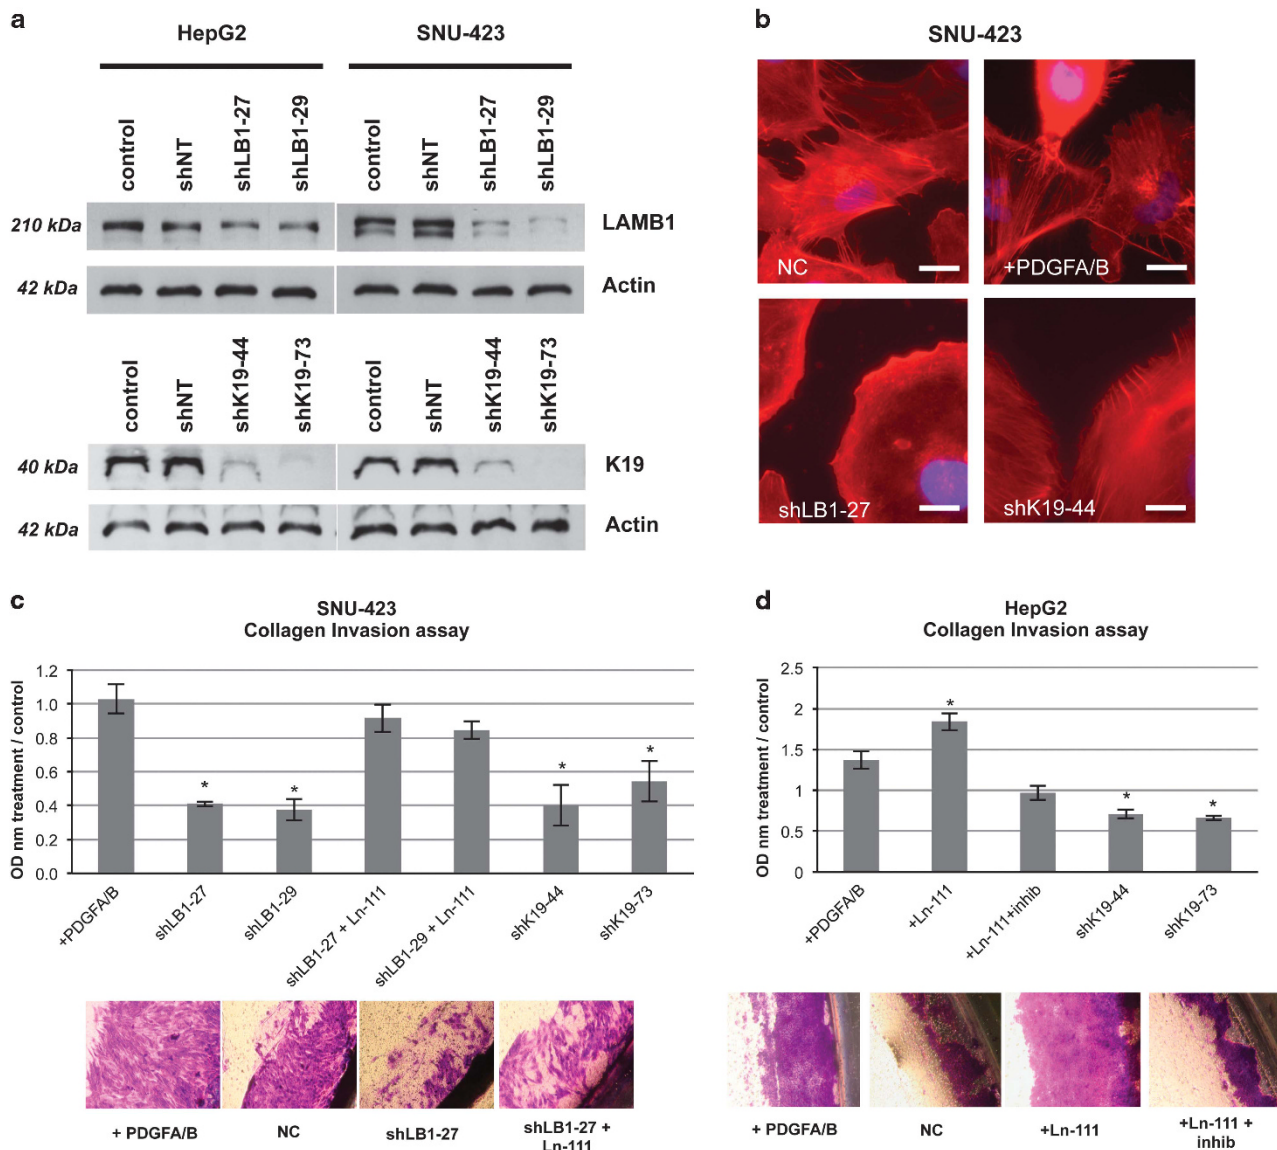 a
HepG2
SNU-423
control
shNT
shLB1-27
shLB1-29
control
shNT
shLB1-27
shLB1-29
210 kDa
LAMB1
42 kDa
Actin
control
shNT
shK19-44
shK19-73
control
shNT
shK19-44
shK19-73
40 kDa
K19
42 kDa
Actin
b
SNU-423
NC
+PDGFA/B
shLB1-27
shK19-44
c
SNU-423
Collagen Invasion assay
OD nm treatment / control
1.2
1.0
0.8
0.6
0.4
0.2
0.0
* * * *
+PDGFA/B
shLB1-27
shLB1-29
shLB1-27 + Ln-111
shLB1-29 + Ln-111
shK19-44
shK19-73
+ PDGFA/B
NC
shLB1-27
shLB1-27 +
Ln-111
d
HepG2
Collagen Invasion assay
OD nm treatment / control
2.5
2
1.5
1
0.5
0
* * *
+PDGFA/B
+Ln-111
+Ln-111+inhib
shK19-44
shK19-73
+ PDGFA/B
NC
+Ln-111
+Ln-111 +
inhib